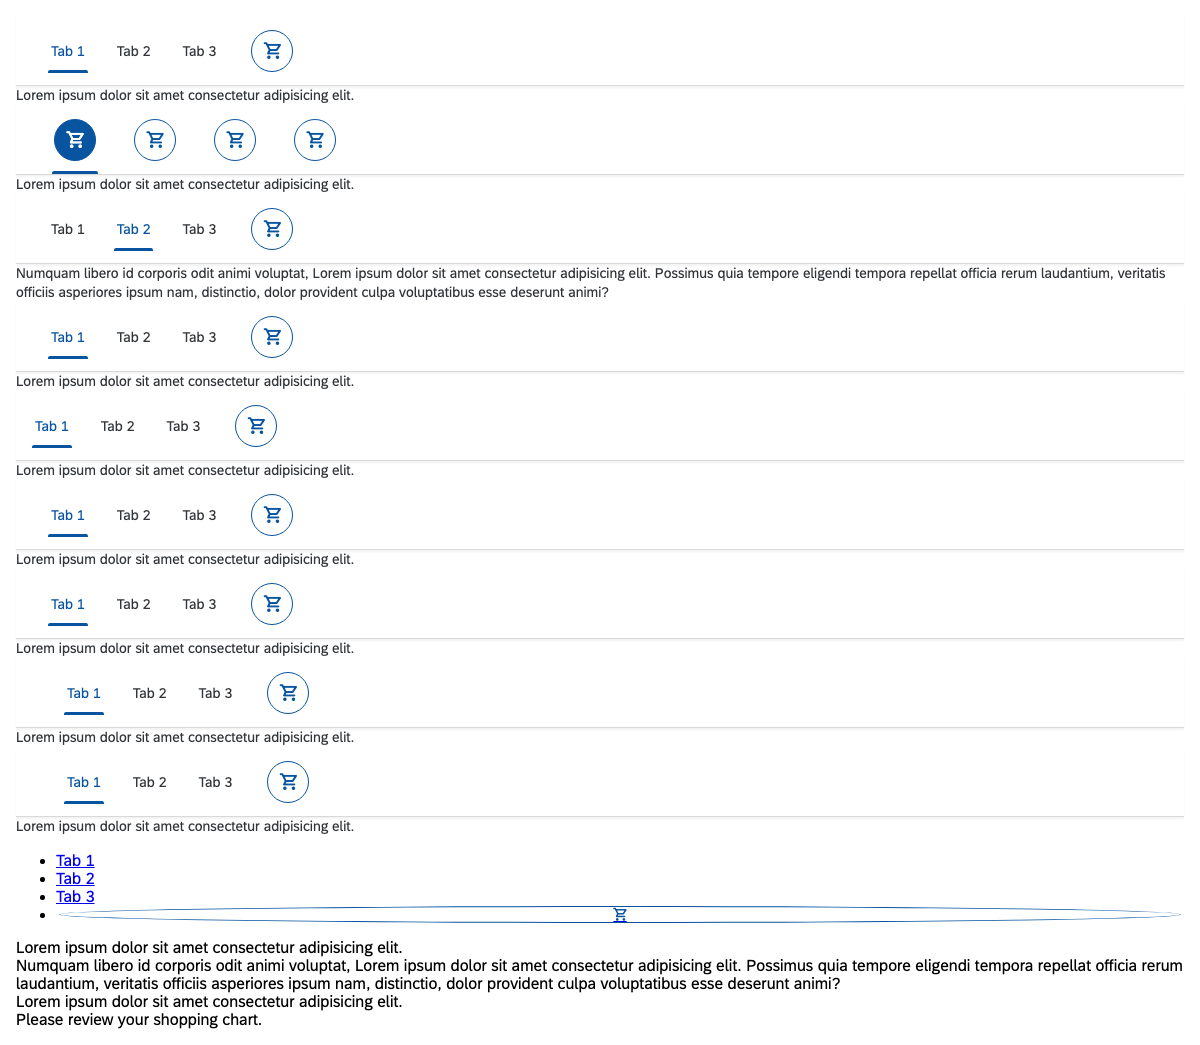 Tab 1 Tab 2 Tab 3
Lorem ipsum dolor sit amet consectetur adipisicing elit.
Lorem ipsum dolor sit amet consectetur adipisicing elit.
Tab 1 Tab 2 Tab 3
Numquam libero id corporis odit animi voluptat, Lorem ipsum dolor sit amet consectetur adipisicing elit. Possimus quia tempore eligendi tempora repellat officia rerum laudantium, veritatis
officiis asperiores ipsum nam, distinctio, dolor provident culpa voluptatibus esse deserunt animi?
Tab 1 Tab 2 Tab 3
Lorem ipsum dolor sit amet consectetur adipisicing elit.
Tab 1 Tab 2 Tab 3
Lorem ipsum dolor sit amet consectetur adipisicing elit.
Tab 1 Tab 2 Tab 3
Lorem ipsum dolor sit amet consectetur adipisicing elit.
Tab 1 Tab 2 Tab 3
Lorem ipsum dolor sit amet consectetur adipisicing elit.
Tab 1 Tab 2 Tab 3
Lorem ipsum dolor sit amet consectetur adipisicing elit.
Tab 1 Tab 2 Tab 3
Lorem ipsum dolor sit amet consectetur adipisicing elit.
Tab 1
Tab 2
Tab 3
Lorem ipsum dolor sit amet consectetur adipisicing elit.
Numquam libero id corporis odit animi voluptat, Lorem ipsum dolor sit amet consectetur adipisicing elit. Possimus quia tempore eligendi tempora repellat officia rerum
laudantium, veritatis officiis asperiores ipsum nam, distinctio, dolor provident culpa voluptatibus esse deserunt animi?
Lorem ipsum dolor sit amet consectetur adipisicing elit.
Please review your shopping chart.